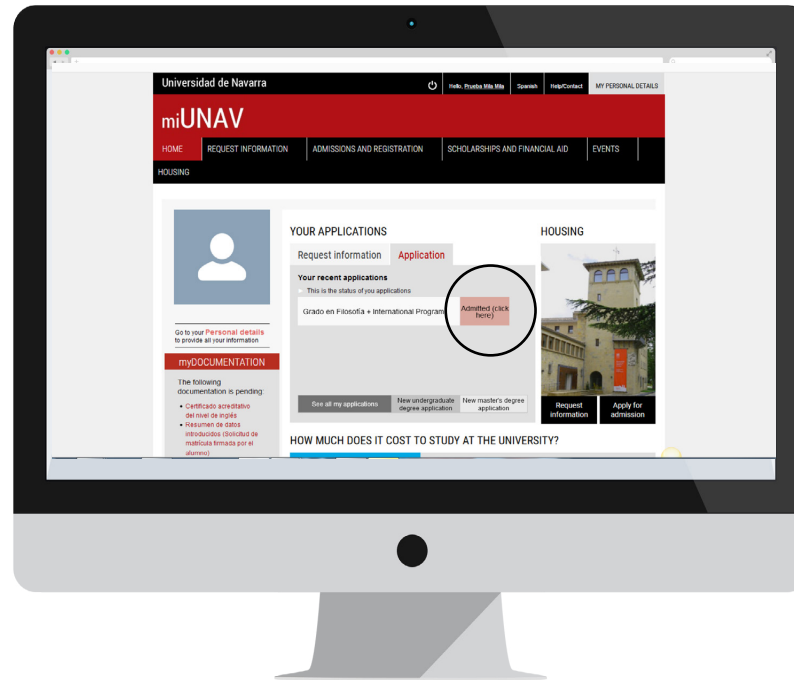 Universidad de Navarra
Hello, Prueba Mila Mila
Spanish
Help/Contact
MY PERSONAL DETAILS
miUNAV
HOME
REQUEST INFORMATION
ADMISSIONS AND REGISTRATION
SCHOLARSHIPS AND FINANCIAL AID
EVENTS
HOUSING
Go to your Personal details
to provide all your information
myDOCUMENTATION
The following
documentation is pending:
Certificado acreditativo
del nivel de inglés
Resumen de datos
introducidos (Solicitud de
matrícula firmada por el
alumno)
YOUR APPLICATIONS
Request information
Application
Your recent applications
This is the status of you applications
Grado en Filosofía + International Program
Admitted (click
here)
See all my applications
New undergraduate
degree application
New master's degree
application
HOUSING
Request
information
Apply for
admission
HOW MUCH DOES IT COST TO STUDY AT THE UNIVERSITY?